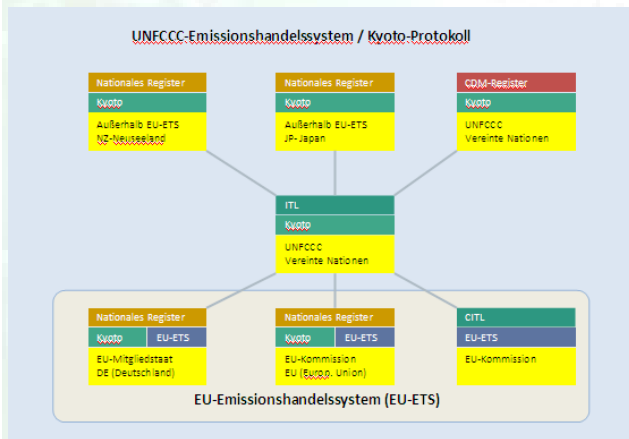 UNFCCC-Emissionshandelssystem / Kyoto-Protokoll
Nationales Register
Kyoto
Außerhalb EU-ETS
NZ-Neuseeland
Nationales Register
Kyoto
Außerhalb EU-ETS
JP-Japan
CDM-Register
Kyoto
UNFCCC
Vereinte Nationen
ITL
Kyoto
UNFCCC
Vereinte Nationen
Nationales Register
Kyoto EU-ETS
EU-Mitgliedstaat
DE (Deutschland)
Nationales Register
Kyoto EU-ETS
EU-Kommission
EU (Europ. Union)
CITL
EU-ETS
EU-Kommission
EU-Emissionshandelssystem (EU-ETS)